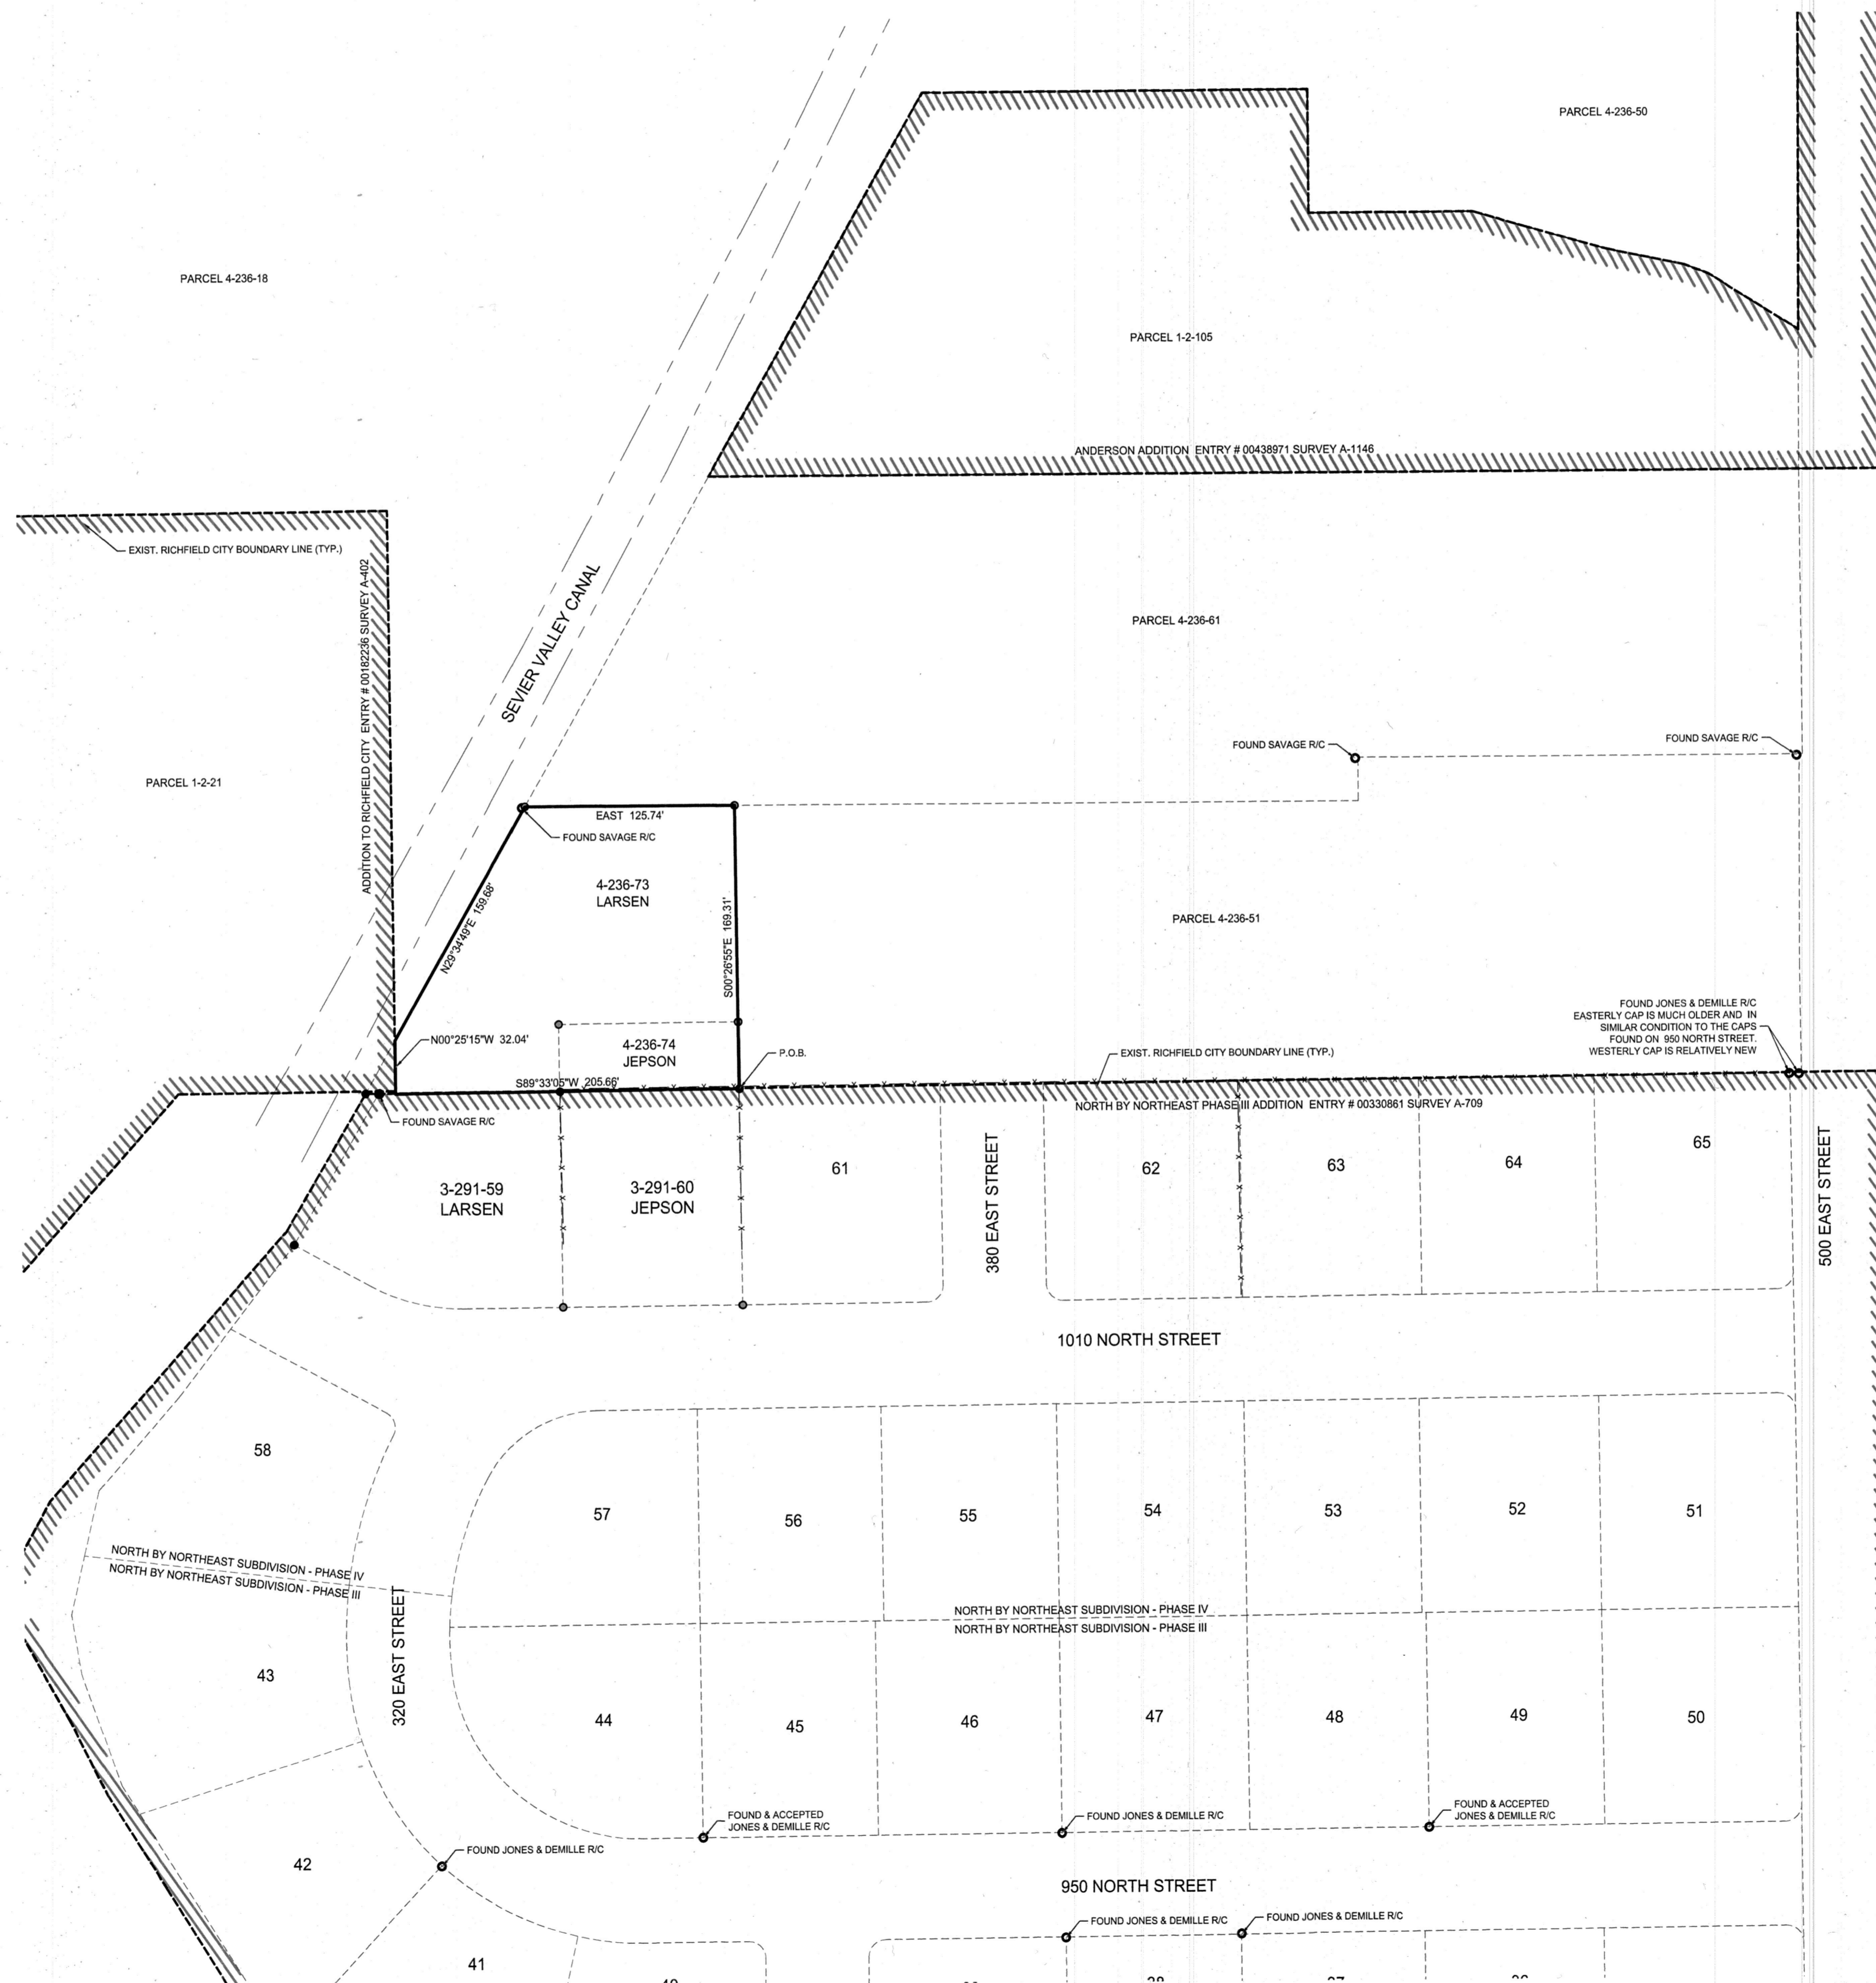 PARCEL 4-236-50
PARCEL 4-236-18
PARCEL 1-2-105
ANDERSON ADDITION ENTRY # 00438971 SURVEY A-1146
EXIST. RICHFIELD CITY BOUNDARY LINE (TYP.)
ADDITION TO RICHFIELD CITY ENTRY # 00182236 SURVEY A-402
SEVIER VALLEY CANAL
PARCEL 4-236-61
FOUND SAVAGE R/C
FOUND SAVAGE R/C
PARCEL 1-2-21
EAST 125.74'
FOUND SAVAGE R/C
4-236-73
LARSEN
N29°34'49"E 159.68'
S00°26'55"E 169.31'
PARCEL 4-236-51
FOUND JONES & DEMILLE R/C
EASTERLY CAP IS MUCH OLDER AND IN
SIMILAR CONDITION TO THE CAPS
FOUND ON 950 NORTH STREET.
WESTERLY CAP IS RELATIVELY NEW
N00°25'15"W 32.04'
4-236-74
JEPSON
P.O.B.
EXIST. RICHFIELD CITY BOUNDARY LINE (TYP.)
S89°33'05"W 205.66'
NORTH BY NORTHEAST PHASE III ADDITION ENTRY # 00330861 SURVEY A-709
FOUND SAVAGE R/C
3-291-59
LARSEN
3-291-60
JEPSON
61
380 EAST STREET
62
63
64
65
500 EAST STREET
1010 NORTH STREET
58
57
56
55
54
53
52
51
NORTH BY NORTHEAST SUBDIVISION - PHASE IV
NORTH BY NORTHEAST SUBDIVISION - PHASE III
NORTH BY NORTHEAST SUBDIVISION - PHASE IV
NORTH BY NORTHEAST SUBDIVISION - PHASE III
320 EAST STREET
43
44
45
46
47
48
49
50
FOUND & ACCEPTED
JONES & DEMILLE R/C
FOUND JONES & DEMILLE R/C
FOUND & ACCEPTED
JONES & DEMILLE R/C
42
FOUND JONES & DEMILLE R/C
950 NORTH STREET
FOUND JONES & DEMILLE R/C
FOUND JONES & DEMILLE R/C
41